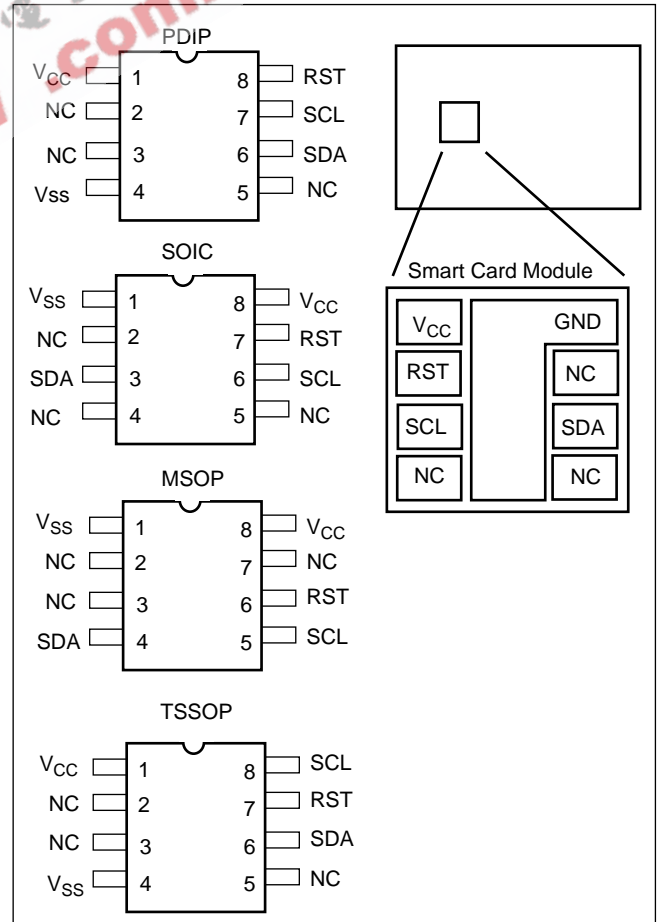 .com
PDIP
VCC 1 8 RST
NC 2 7 SCL
NC 3 6 SDA
Vss 4 5 NC
SOIC
VSS 1 8 VCC
NC 2 7 RST
SDA 3 6 SCL
NC 4 5 NC
MSOP
VSS 1 8 VCC
NC 2 7 NC
NC 3 6 RST
SDA 4 5 SCL
TSSOP
VCC 1 8 SCL
NC 2 7 RST
NC 3 6 SDA
VSS 4 5 NC
Smart Card Module
VCC GND
RST NC
SCL SDA
NC NC